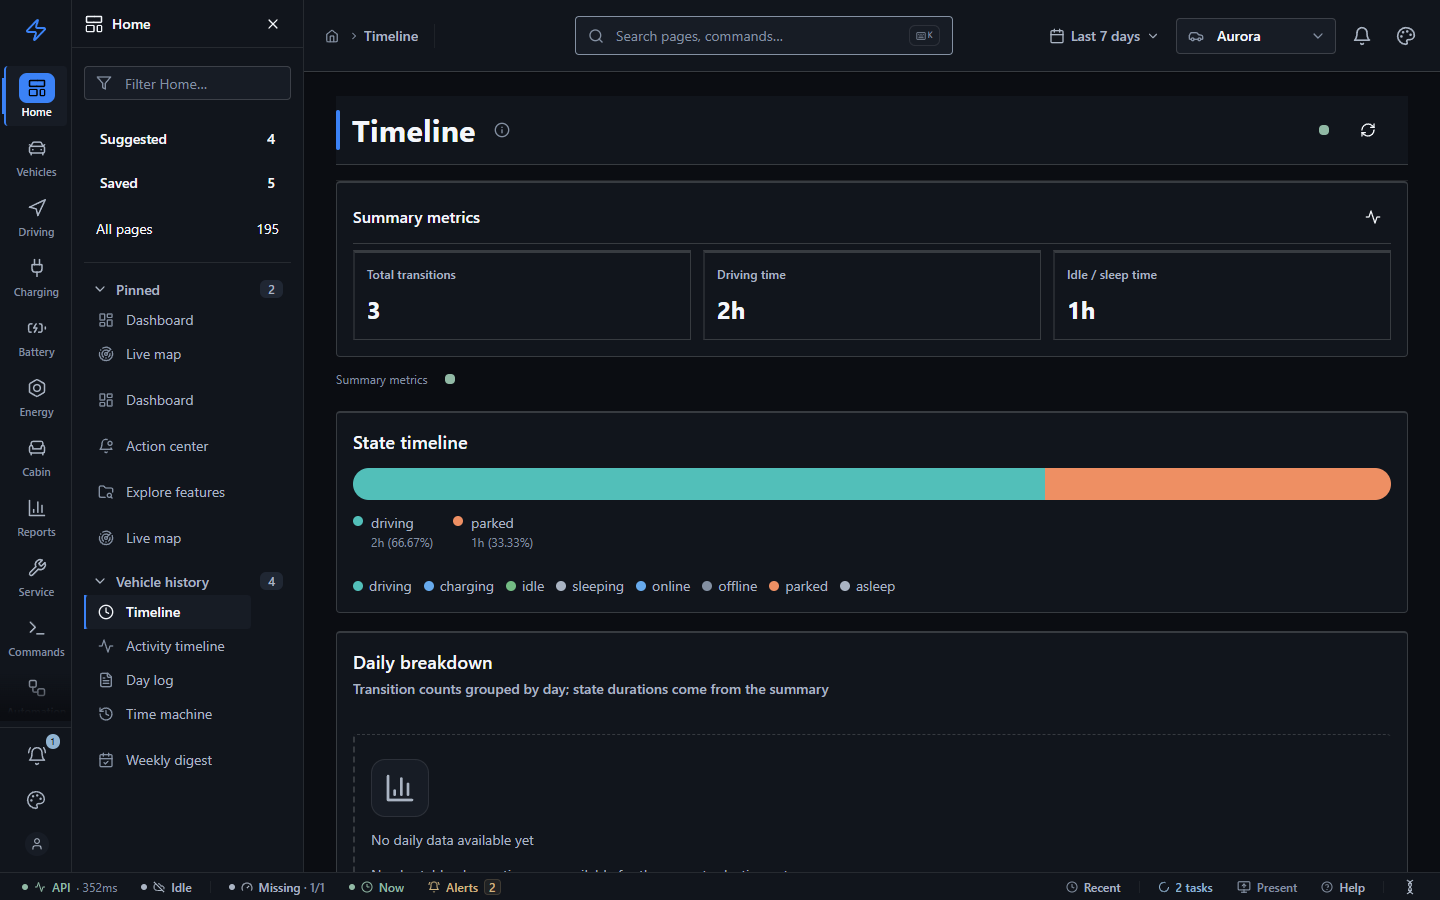 Home
Timeline
Search pages, commands...
K
Last 7 days
Aurora
Home
Vehicles
Driving
Charging
Battery
Energy
Cabin
Reports
Service
Commands
1
Filter Home...
Suggested 4
Saved 5
All pages 195
Pinned 2
Dashboard
Live map
Dashboard
Action center
Explore features
Live map
Vehicle history 4
Timeline
Activity timeline
Day log
Time machine
Weekly digest
Timeline
Summary metrics
Total transitions
3
Driving time
2h
Idle / sleep time
1h
Summary metrics
State timeline
driving
2h (66.67%)
parked
1h (33.33%)
driving charging idle sleeping online offline parked asleep
Daily breakdown
Transition counts grouped by day; state durations come from the summary
No daily data available yet
API · 352ms
Idle
Missing · 1/1
Now
Alerts 2
Recent
2 tasks
Present
Help